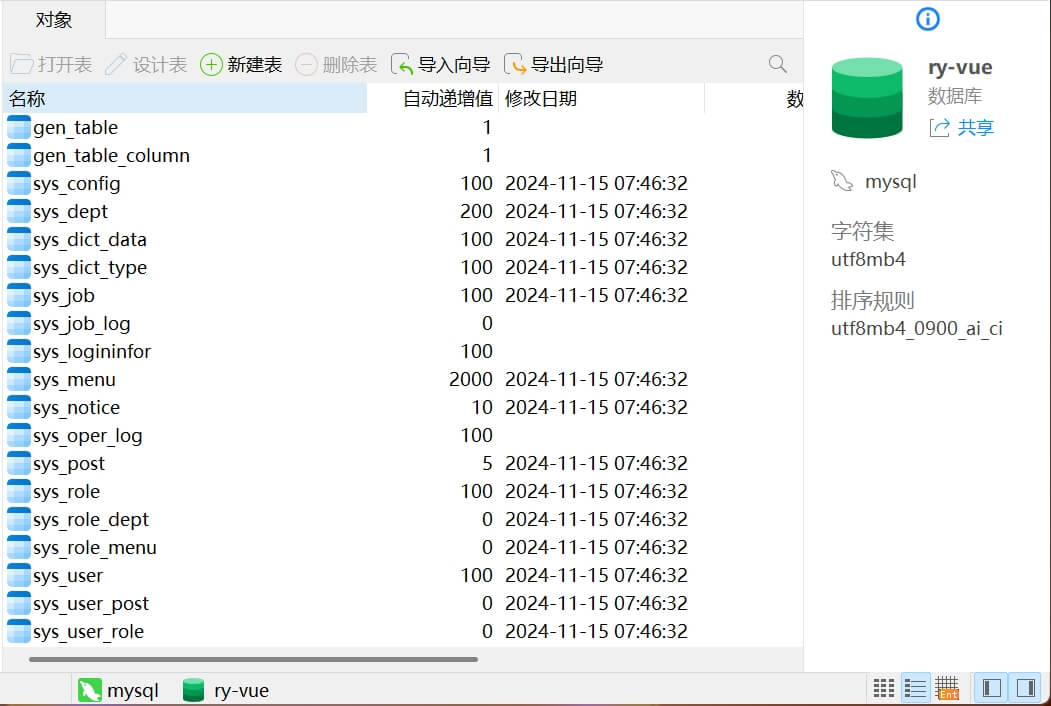 对象
打开表 设计表 新建表 删除表 导入向导 导出向导
名称 自动递增值 修改日期 数
gen_table 1
gen_table_column 1
sys_config 100 2024-11-15 07:46:32
sys_dept 200 2024-11-15 07:46:32
sys_dict_data 100 2024-11-15 07:46:32
sys_dict_type 100 2024-11-15 07:46:32
sys_job 100 2024-11-15 07:46:32
sys_job_log 0
sys_logininfor 100
sys_menu 2000 2024-11-15 07:46:32
sys_notice 10 2024-11-15 07:46:32
sys_oper_log 100
sys_post 5 2024-11-15 07:46:32
sys_role 100 2024-11-15 07:46:32
sys_role_dept 0 2024-11-15 07:46:32
sys_role_menu 0 2024-11-15 07:46:32
sys_user 100 2024-11-15 07:46:32
sys_user_post 0 2024-11-15 07:46:32
sys_user_role 0 2024-11-15 07:46:32
ry-vue
数据库
共享
mysql
字符集
utf8mb4
排序规则
utf8mb4_0900_ai_ci
mysql ry-vue
Ent